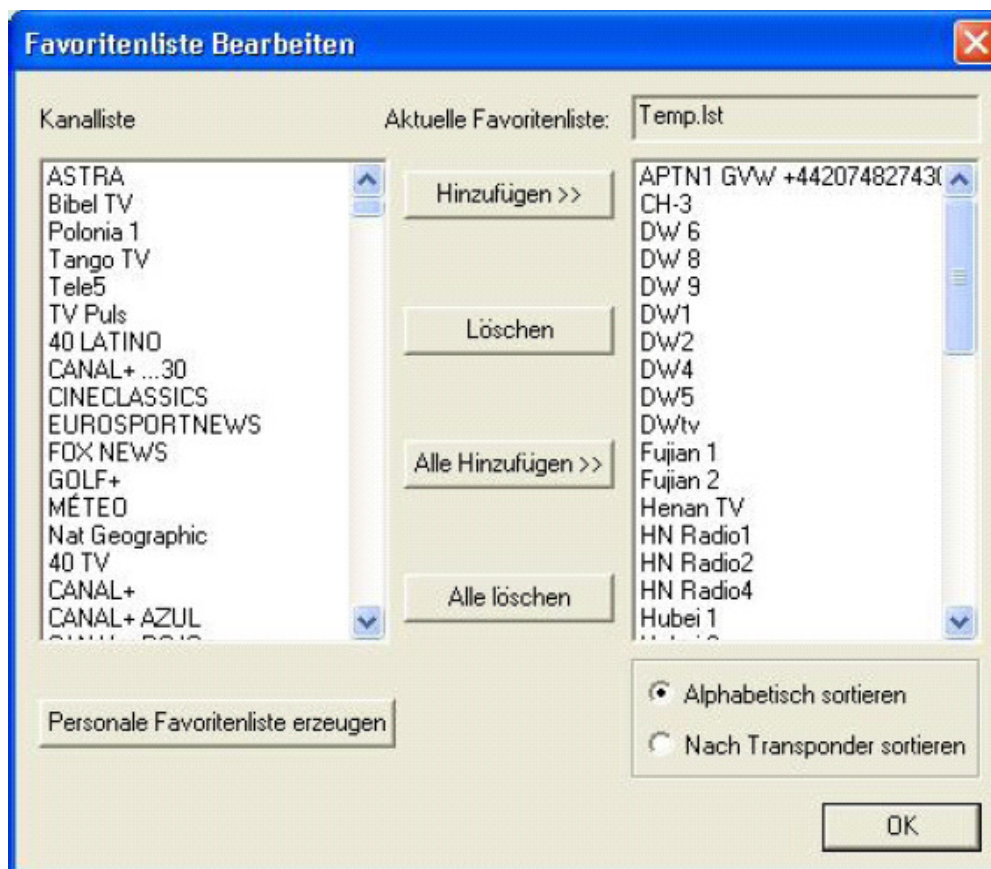 Favoritenliste Bearbeiten
Kanalliste
Aktuelle Favoritenliste:
Temp.lst
ASTRA
Bibel TV
Polonia 1
Tango TV
Tele5
TV Puls
40 LATINO
CANAL+ ...30
CINECLASSICS
EUROSPORTNEWS
FOX NEWS
GOLF+
MÉTEO
Nat Geographic
40 TV
CANAL+
CANAL+ AZUL
Hinzufügen >>
Löschen
Alle Hinzufügen >>
Alle löschen
APTN1 GVW +44207482743
CH-3
DW 6
DW 8
DW 9
DW1
DW2
DW4
DW5
DWtv
Fujian 1
Fujian 2
Henan TV
HN Radio1
HN Radio2
HN Radio4
Hubei 1
Personale Favoritenliste erzeugen
Alphabetisch sortieren
Nach Transponder sortieren
OK